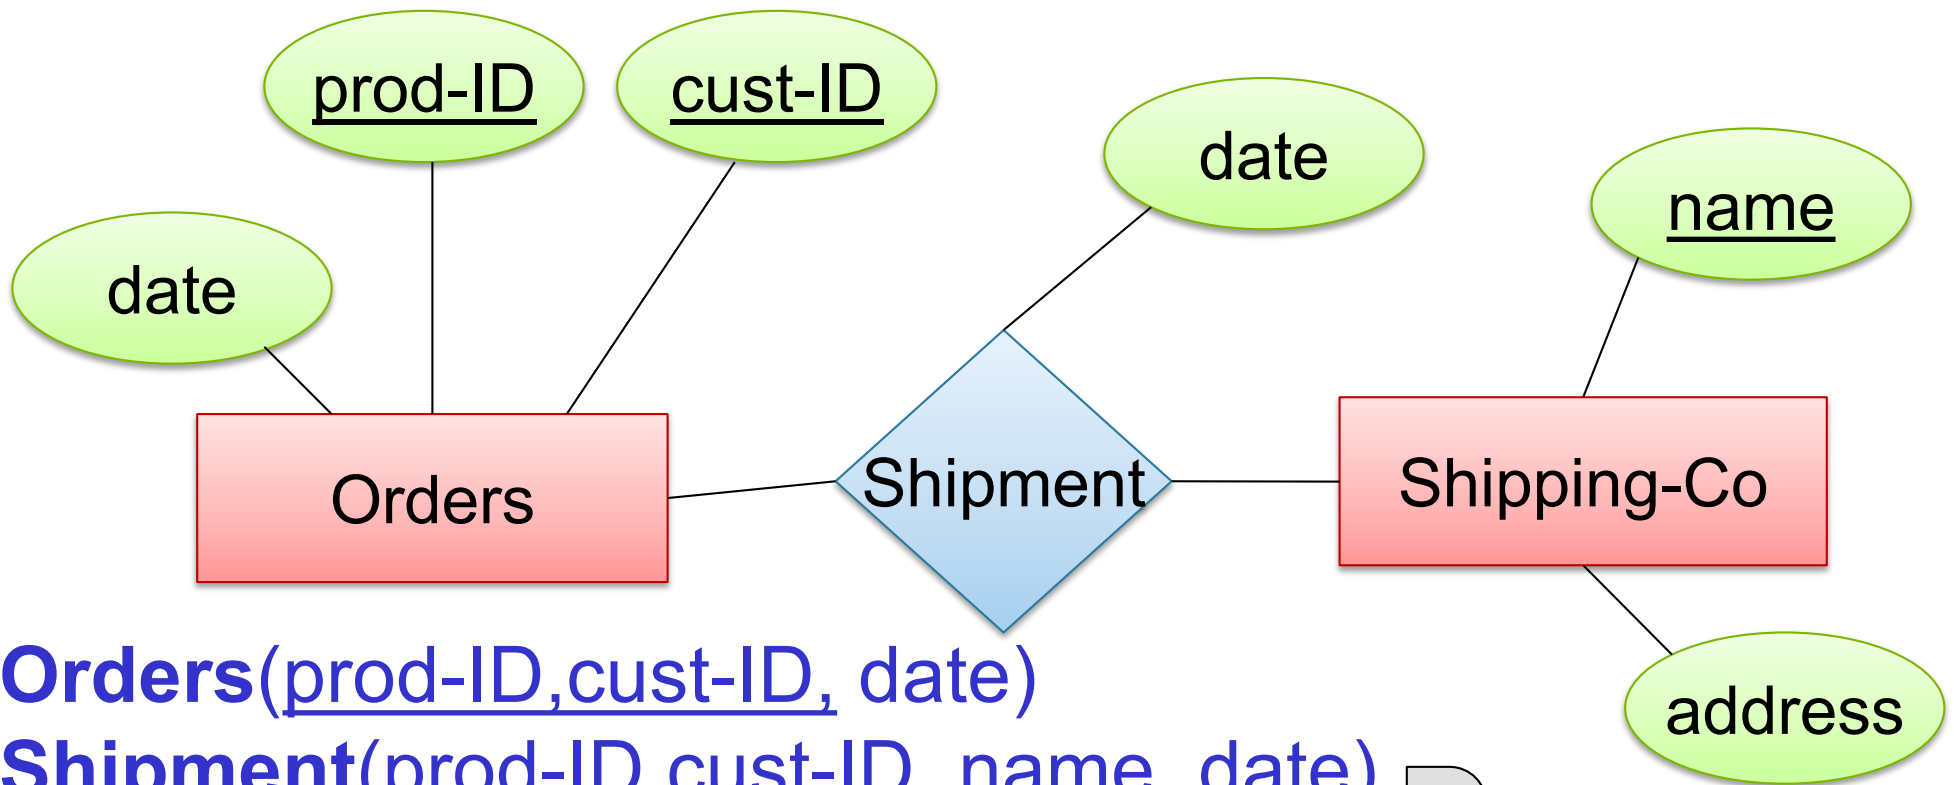 prod-ID
cust-ID
date
name
date
Shipment
Shipping-Co
Orders
Orders(prod-ID,cust-ID, date)
address
Shipment(prod-ID,cust-ID, name, date)